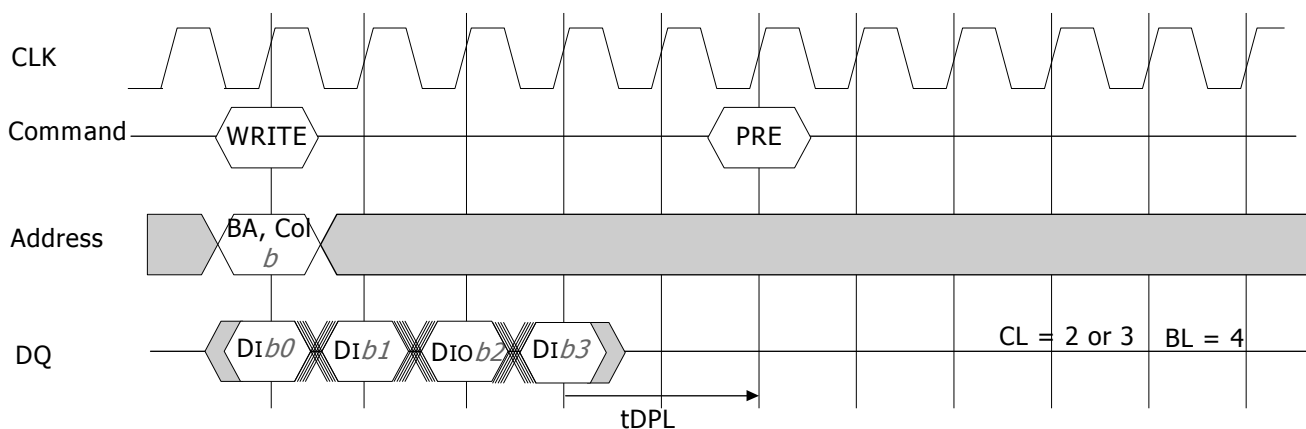 CLK
Command
WRITE
PRE
Address
BA, Col
b
DQ
DIb0
DIb1
DIOb2
DIb3
CL = 2 or 3
BL = 4
tDPL